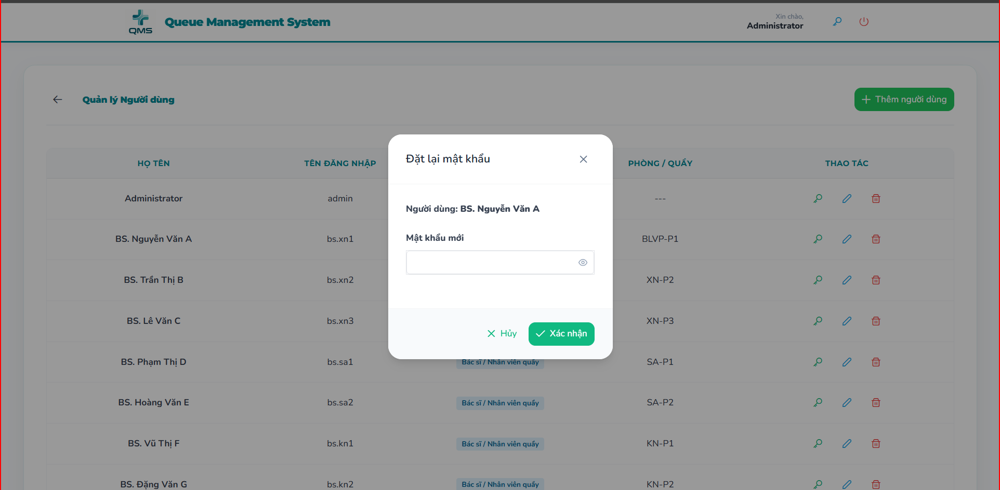 QMS
Queue Management System
Xin chào,
Administrator
Quản lý Người dùng
Thêm người dùng
HỌ TÊN TÊN ĐĂNG NHẬP PHÒNG / QUẦY THAO TÁC
Administrator admin ---
BS. Nguyễn Văn A bs.xn1 BLVP-P1
BS. Trần Thị B bs.xn2 XN-P2
BS. Lê Văn C bs.xn3 XN-P3
BS. Phạm Thị D bs.sa1 Bác sĩ / Nhân viên quầy SA-P1
BS. Hoàng Văn E bs.sa2 Bác sĩ / Nhân viên quầy SA-P2
BS. Vũ Thị F bs.kn1 Bác sĩ / Nhân viên quầy KN-P1
BS. Đặng Văn G bs.kn2 Bác sĩ / Nhân viên quầy KN-P2
Đặt lại mật khẩu
Người dùng: BS. Nguyễn Văn A
Mật khẩu mới
Hủy Xác nhận